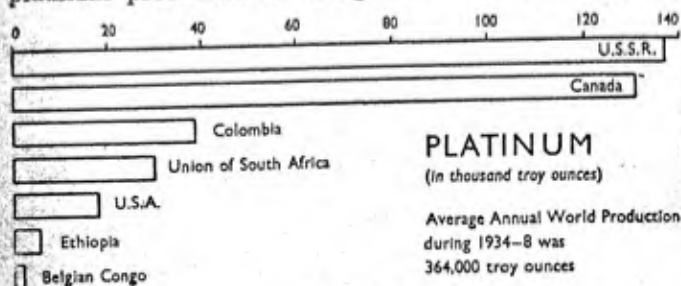 0 20 40 60 80 100 120 140
U.S.S.R.
Canada
Colombia
Union of South Africa
U.S.A.
Ethiopia
Belgian Congo
PLATINUM
(in thousand troy ounces)
Average Annual World Production
during 1934–8 was
364,000 troy ounces